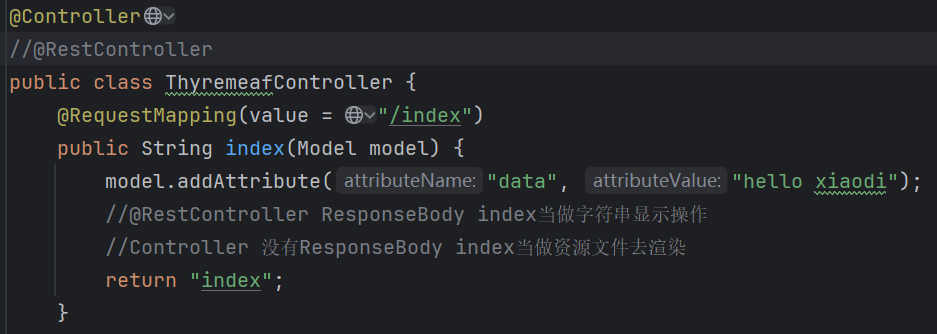 @Controller
//@RestController
public class ThyremeafController {
@RequestMapping(value = "/index")
public String index(Model model) {
model.addAttribute( attributeName: "data", attributeValue: "hello xiaodi");
//@RestController ResponseBody index当做字符串显示操作
//Controller 没有ResponseBody index当做资源文件去渲染
return "index";
}